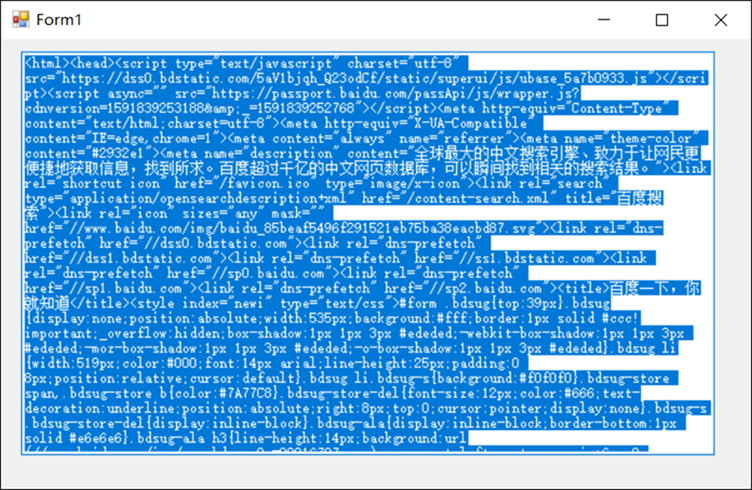 Form1
<html><head><script type="text/javascript" charset="utf-8"
src="https://dss0.bdstatic.com/5aV1bjqh_Q23odCf/static/superui/js/ubase_5a7b0933.js"></scri
pt><script async="" src="https://passport.baidu.com/passApi/js/wrapper.js?
cdnversion=1591839253188&amp;_=1591839252768"></script><meta http-equiv="Content-Type"
content="text/html;charset=utf-8"><meta http-equiv="X-UA-Compatible"
content="IE=edge,chrome=1"><meta content="always" name="referrer"><meta name="theme-color"
content="#2932e1"><meta name="description" content="全球最大的中文搜索引擎、致力于让网民更
便捷地获取信息，找到所求。百度超过千亿的中文网页数据库，可以瞬间找到相关的搜索结果。"><link
rel="shortcut icon" href="/favicon.ico" type="image/x-icon"><link rel="search"
type="application/opensearchdescription+xml" href="/content-search.xml" title="百度搜
索"><link rel="icon" sizes="any" mask=""
href="//www.baidu.com/img/baidu_85beaf5496f291521eb75ba38eacbd87.svg"><link rel="dns-
prefetch" href="//dss0.bdstatic.com"><link rel="dns-prefetch"
href="//dss1.bdstatic.com"><link rel="dns-prefetch" href="//ss1.bdstatic.com"><link
rel="dns-prefetch" href="//sp0.baidu.com"><link rel="dns-prefetch"
href="//sp1.baidu.com"><link rel="dns-prefetch" href="//sp2.baidu.com"><title>百度一下，你
就知道</title><style index="newi" type="text/css">#form .bdsug{top:39px}.bdsug
{display:none;position:absolute;width:535px;background:#fff;border:1px solid #ccc!
important;_overflow:hidden;box-shadow:1px 1px 3px #ededed;-webkit-box-shadow:1px 1px 3px
#ededed;-moz-box-shadow:1px 1px 3px #ededed;-o-box-shadow:1px 1px 3px #ededed}.bdsug li
{width:519px;color:#000;font:14px arial;line-height:25px;padding:0
8px;position:relative;cursor:default}.bdsug li.bdsug-s{background:#f0f0f0}.bdsug-store
span,.bdsug-store b{color:#7A77C8}.bdsug-store-del{font-size:12px;color:#666;text-
decoration:underline;position:absolute;right:8px;top:0;cursor:pointer;display:none}.bdsug-s
.bdsug-store-del{display:inline-block}.bdsug-ala{display:inline-block;border-bottom:1px
solid #e6e6e6}.bdsug-ala h3{line-height:14px;background:url